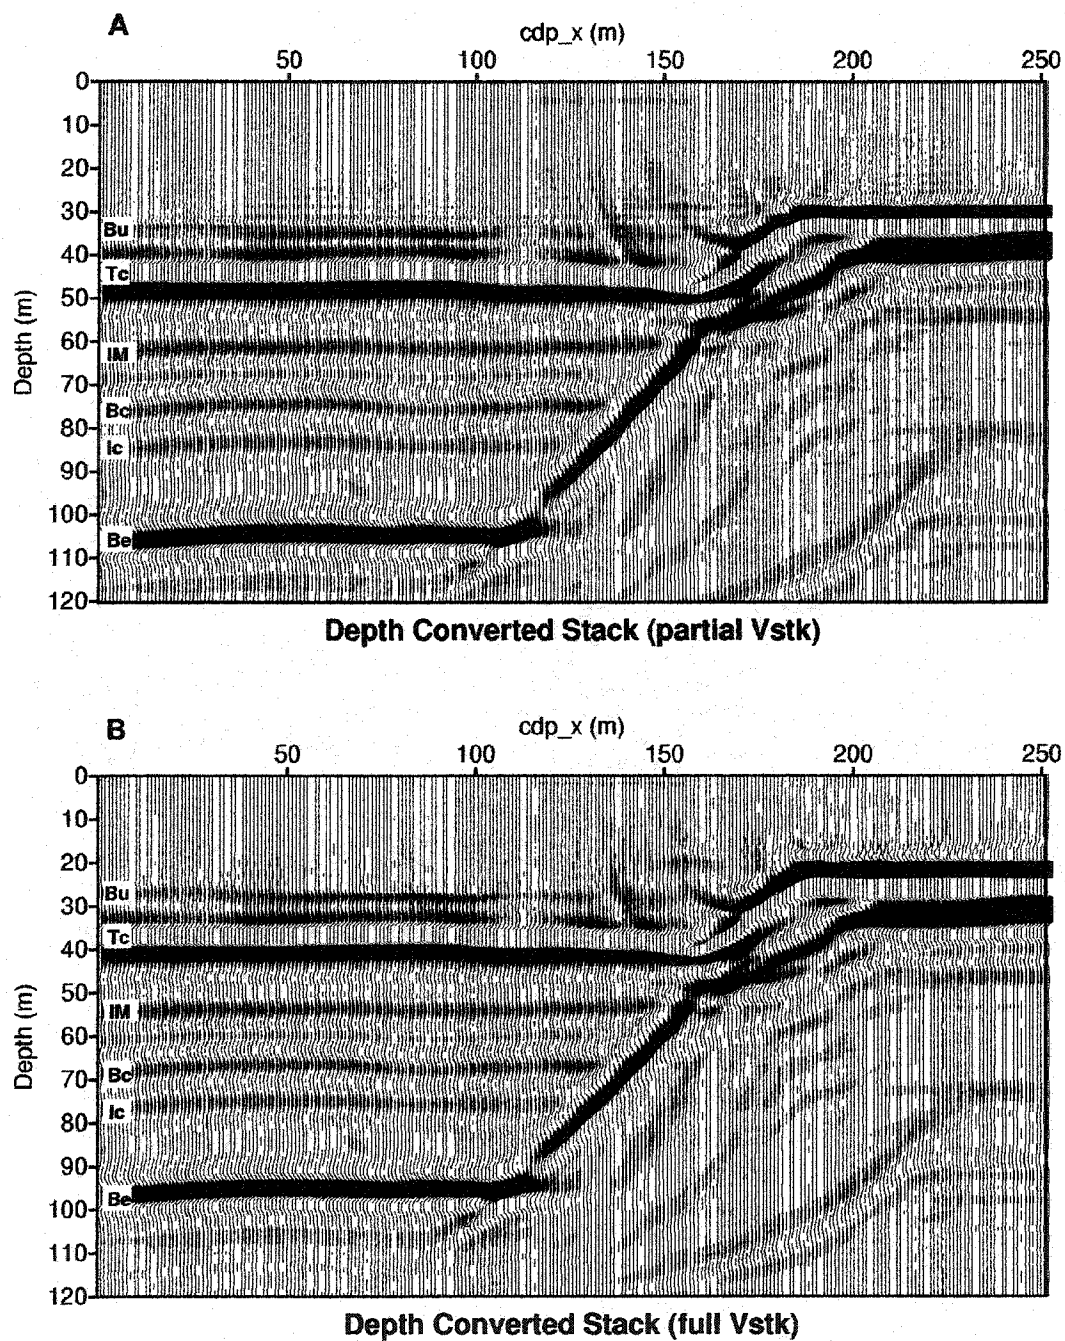 A
cdp_x (m)
50 100 150 200 250
Depth (m)
0
10
20
30
40
50
60
70
80
90
100
110
120
Bu
Tc
IM
Bc
Ic
Be
Depth Converted Stack (partial Vstk)
B
cdp_x (m)
50 100 150 200 250
Depth (m)
0
10
20
30
40
50
60
70
80
90
100
110
120
Bu
Tc
IM
Bc
Ic
Be
Depth Converted Stack (full Vstk)